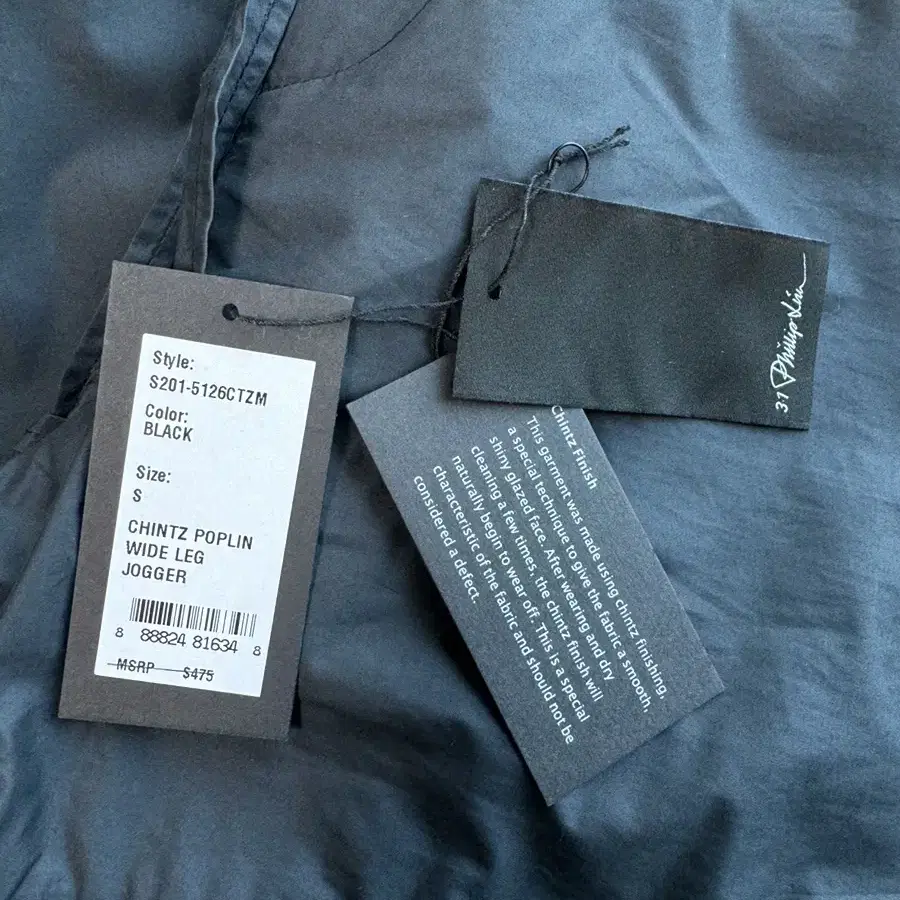 Style:
S201-5126CTZM
Color:
BLACK
Size:
S
CHINTZ POPLIN
WIDE LEG
JOGGER
8 88824 81634 8
MSRP $475
31 Phillip Lim
Chintz Finish
This garment was made using chintz finishing,
a special technique to give the fabric a smooth,
shiny glazed face. After wearing and dry
cleaning a few times, the chintz finish will
naturally begin to wear off. This is a special
characteristic of the fabric and should not be
considered a defect.